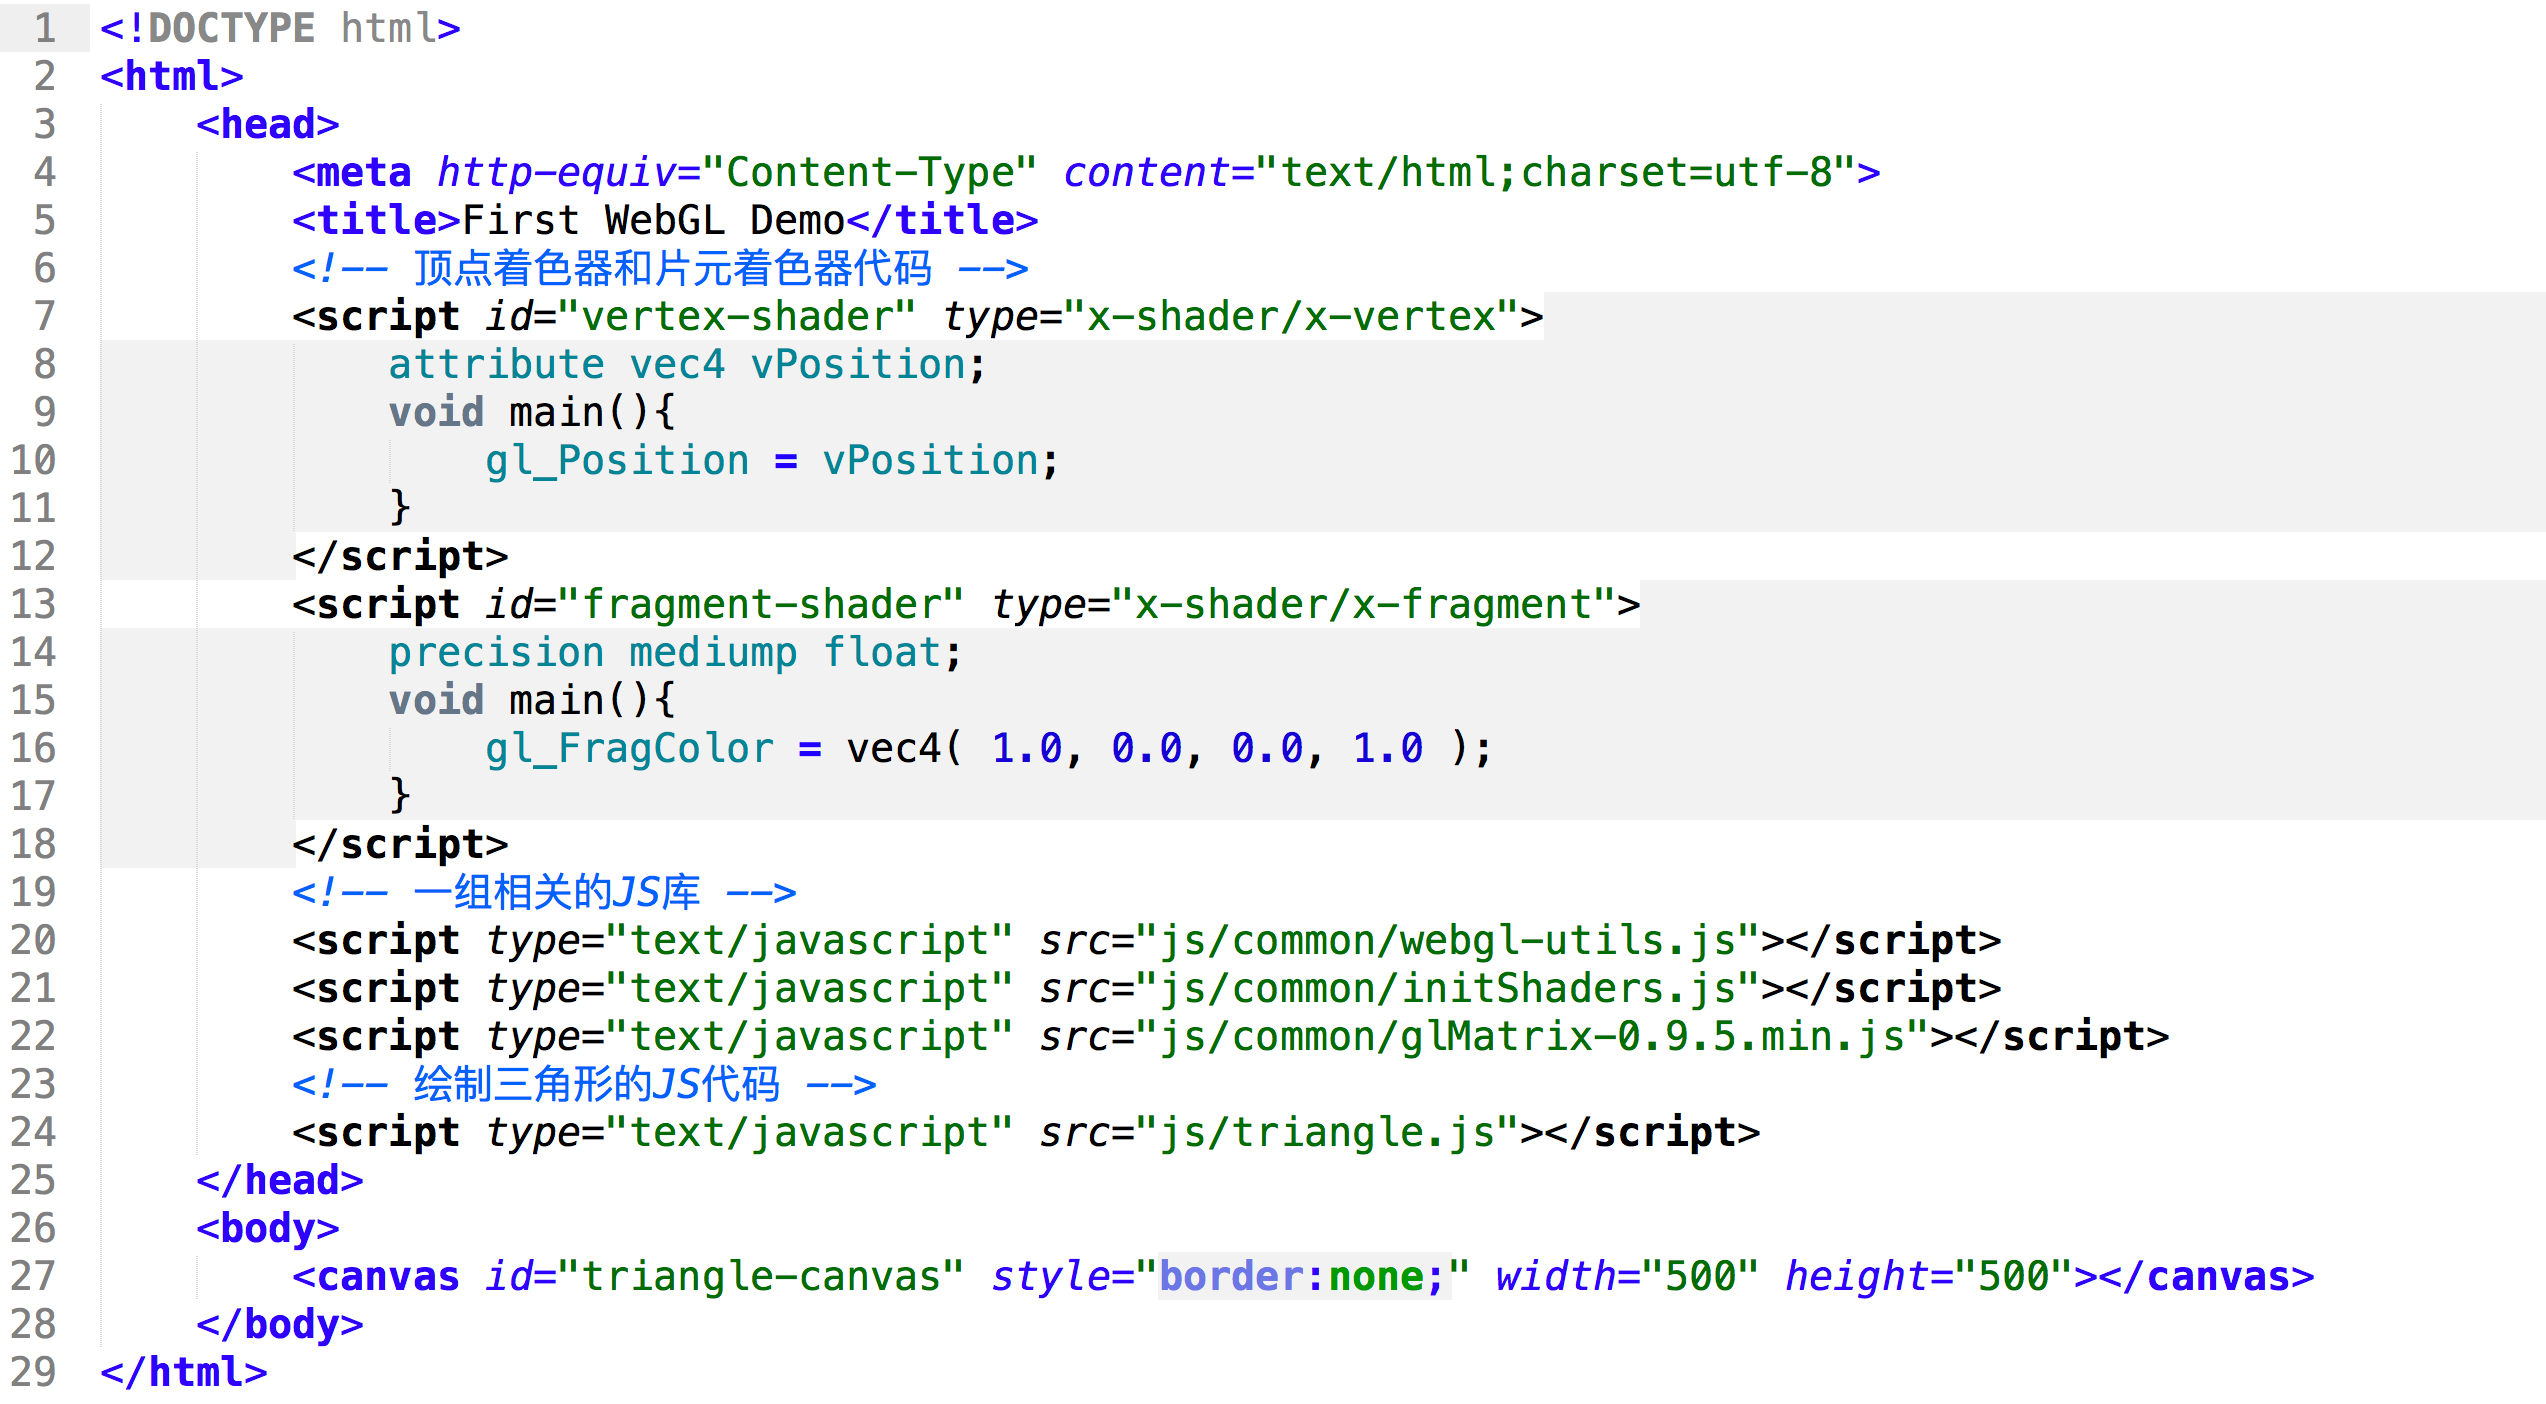 1 <!DOCTYPE html>
2 <html>
3     <head>
4         <meta http-equiv="Content-Type" content="text/html;charset=utf-8">
5         <title>First WebGL Demo</title>
6         <!-- 顶点着色器和片元着色器代码 -->
7         <script id="vertex-shader" type="x-shader/x-vertex">
8             attribute vec4 vPosition;
9             void main(){
10                 gl_Position = vPosition;
11             }
12         </script>
13         <script id="fragment-shader" type="x-shader/x-fragment">
14             precision mediump float;
15             void main(){
16                 gl_FragColor = vec4( 1.0, 0.0, 0.0, 1.0 );
17             }
18         </script>
19         <!-- 一组相关的JS库 -->
20         <script type="text/javascript" src="js/common/webgl-utils.js"></script>
21         <script type="text/javascript" src="js/common/initShaders.js"></script>
22         <script type="text/javascript" src="js/common/glMatrix-0.9.5.min.js"></script>
23         <!-- 绘制三角形的JS代码 -->
24         <script type="text/javascript" src="js/triangle.js"></script>
25     </head>
26     <body>
27         <canvas id="triangle-canvas" style="border:none;" width="500" height="500"></canvas>
28     </body>
29 </html>